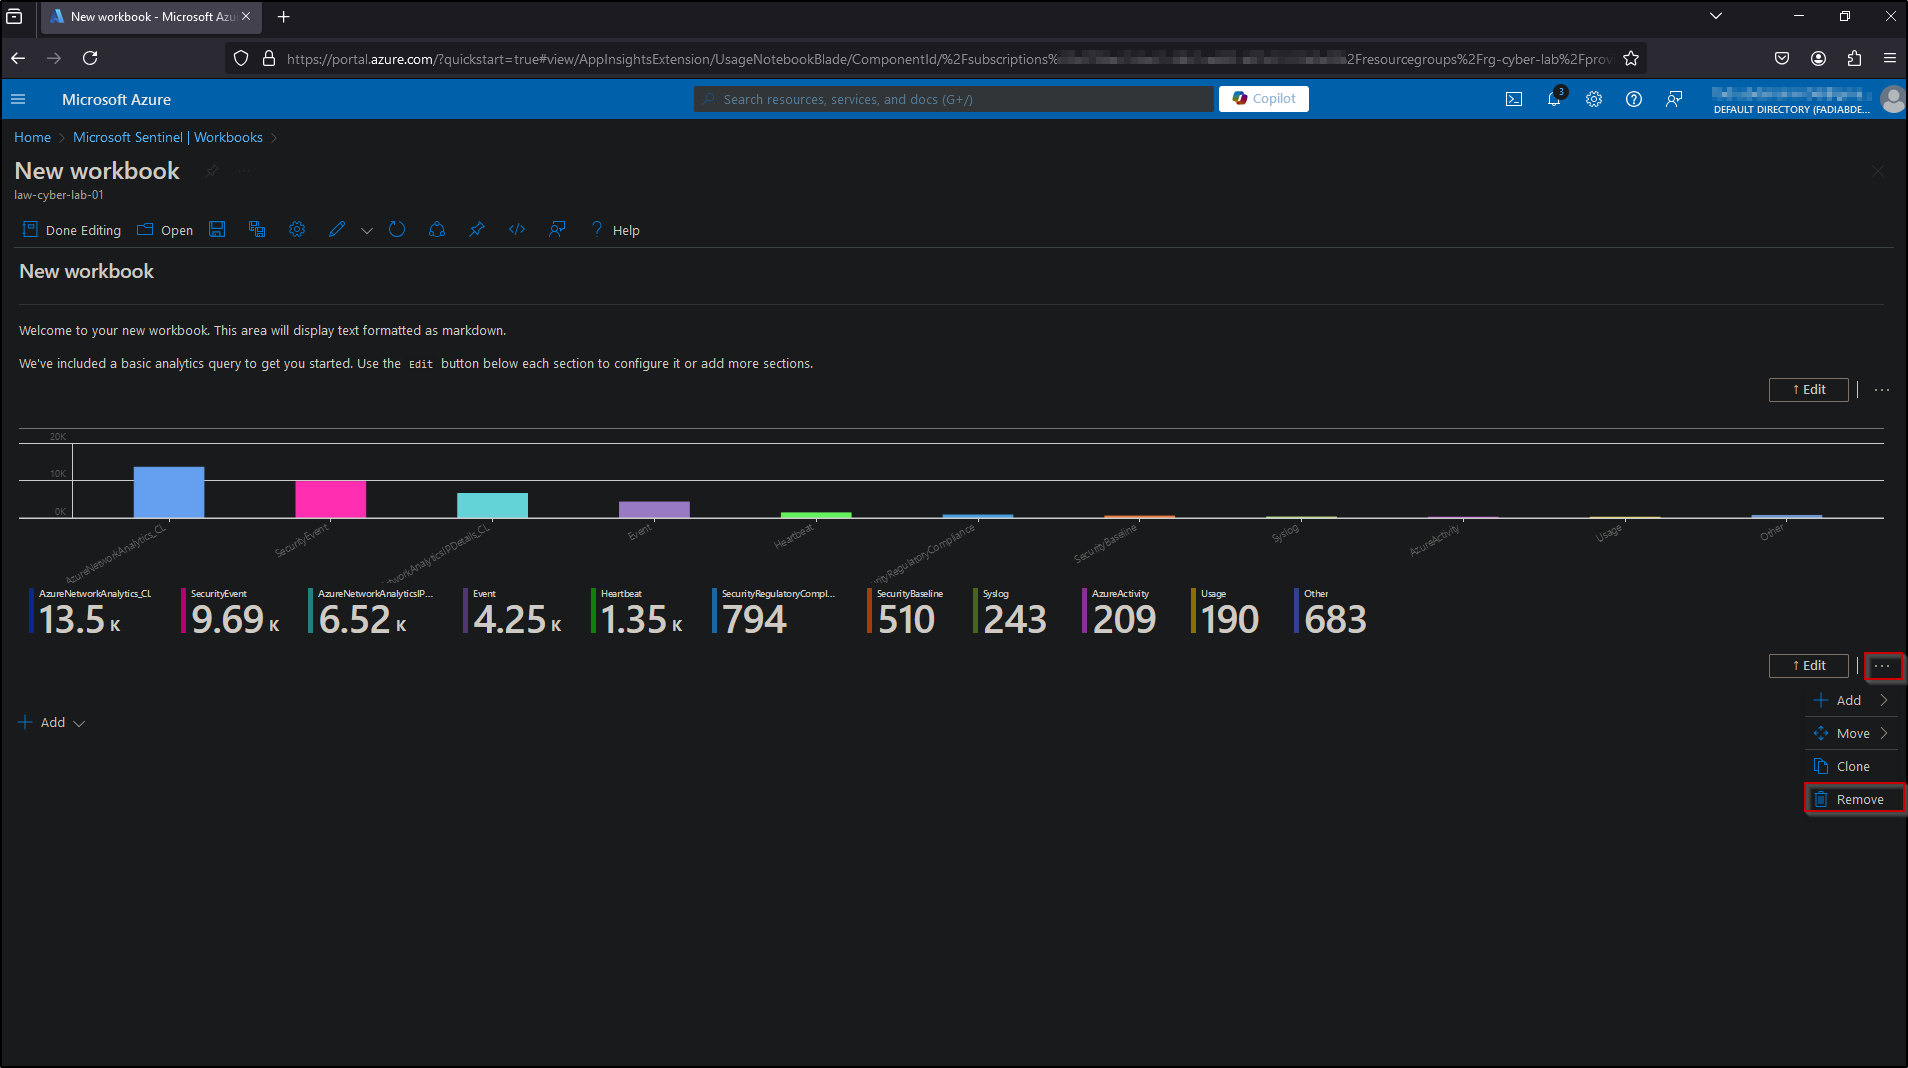 New workbook - Microsoft Azu
https://portal.azure.com/?quickstart=true#view/AppInsightsExtension/UsageNotebookBlade/ComponentId/%2Fsubscriptions% 2Fresourcegroups%2Frg-cyber-lab%2Fprov
Microsoft Azure
Search resources, services, and docs (G+/)
Copilot
3
DEFAULT DIRECTORY (FADIABDE...
Home > Microsoft Sentinel | Workbooks >
New workbook
law-cyber-lab-01
Done Editing Open Help
New workbook
Welcome to your new workbook. This area will display text formatted as markdown.
We've included a basic analytics query to get you started. Use the Edit button below each section to configure it or add more sections.
↑ Edit
20K
10K
0K
AzureNetworkAnalytics_CL
SecurityEvent
tworkAnalyticsIPDetails_CL
Event
Heartbeat
urityRegulatoryCompliance
SecurityBaseline
Syslog
AzureActivity
Usage
Other
AzureNetworkAnalytics_CL
13.5 K
SecurityEvent
9.69 K
AzureNetworkAnalyticsIP...
6.52 K
Event
4.25 K
Heartbeat
1.35 K
SecurityRegulatoryCompl...
794
SecurityBaseline
510
Syslog
243
AzureActivity
209
Usage
190
Other
683
↑ Edit
Add
Move
Clone
Remove
Add